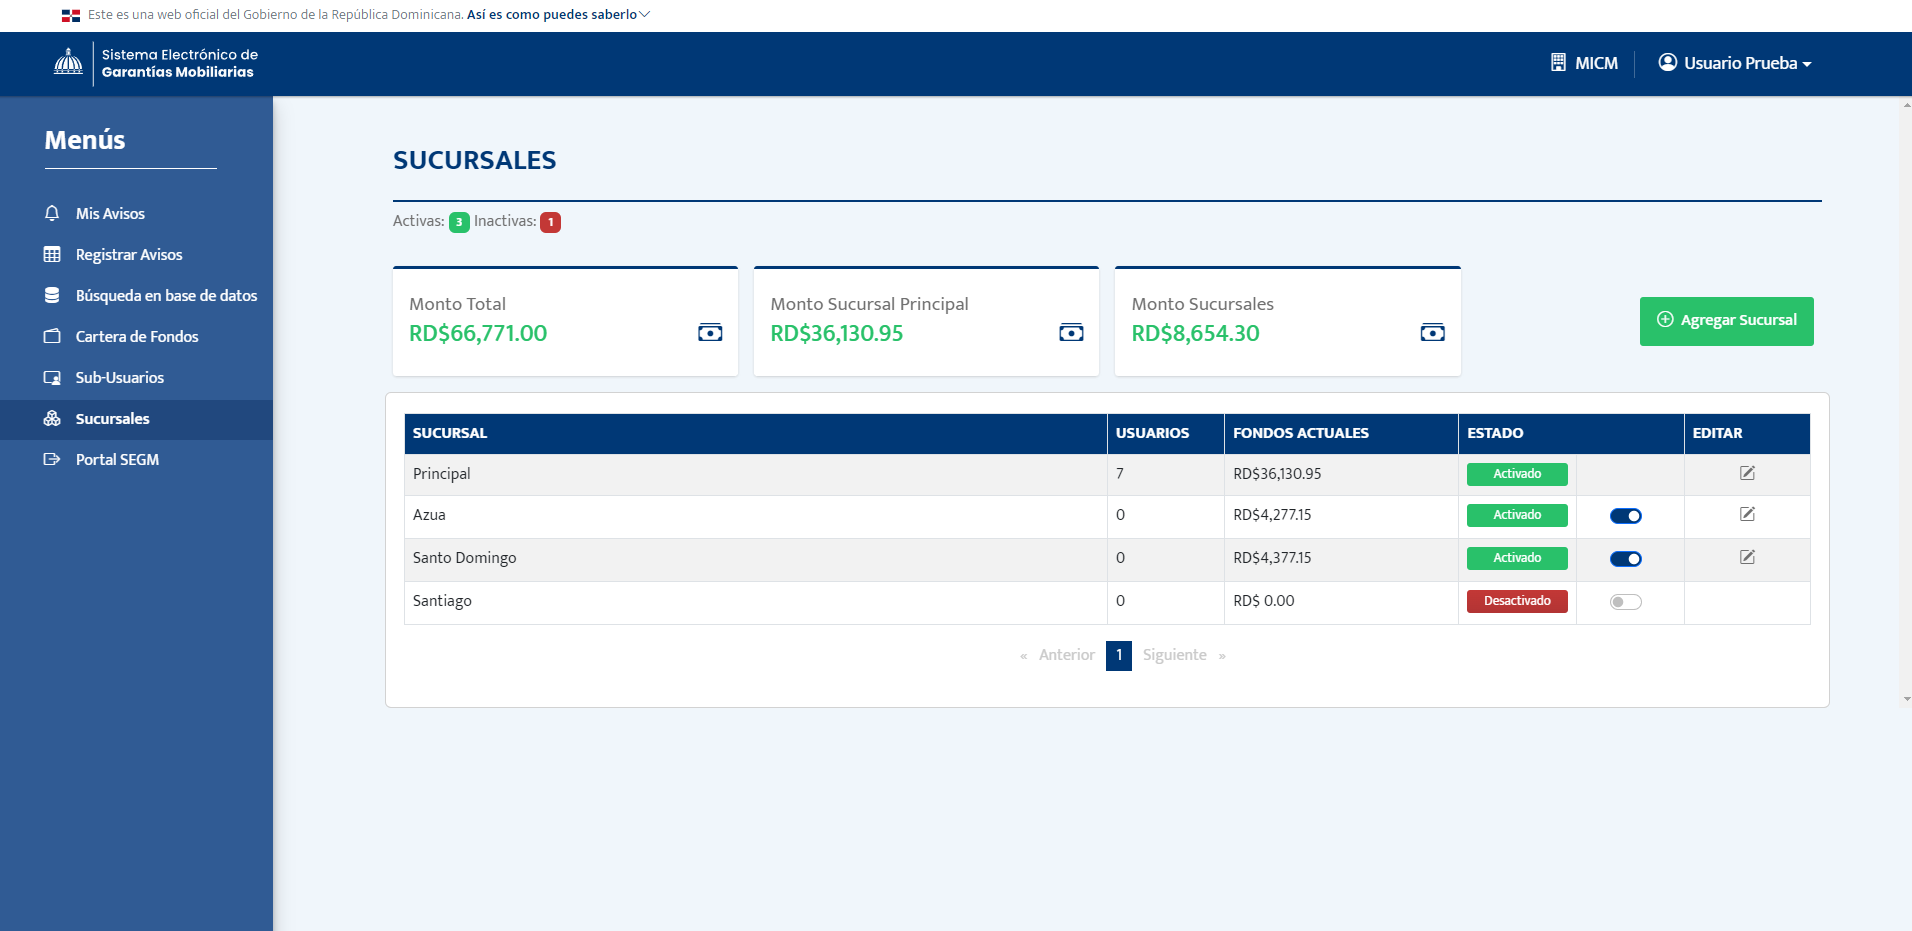 Este es una web oficial del Gobierno de la República Dominicana. Así es como puedes saberlo
Sistema Electrónico de
Garantías Mobiliarias
MICM
Usuario Prueba
Menús
Mis Avisos
Registrar Avisos
Búsqueda en base de datos
Cartera de Fondos
Sub-Usuarios
Sucursales
Portal SEGM
SUCURSALES
Activas: 3 Inactivas: 1
Monto Total
RD$66,771.00
Monto Sucursal Principal
RD$36,130.95
Monto Sucursales
RD$8,654.30
Agregar Sucursal
SUCURSAL USUARIOS FONDOS ACTUALES ESTADO EDITAR
Principal 7 RD$36,130.95 Activado
Azua 0 RD$4,277.15 Activado
Santo Domingo 0 RD$4,377.15 Activado
Santiago 0 RD$ 0.00 Desactivado
« Anterior 1 Siguiente »